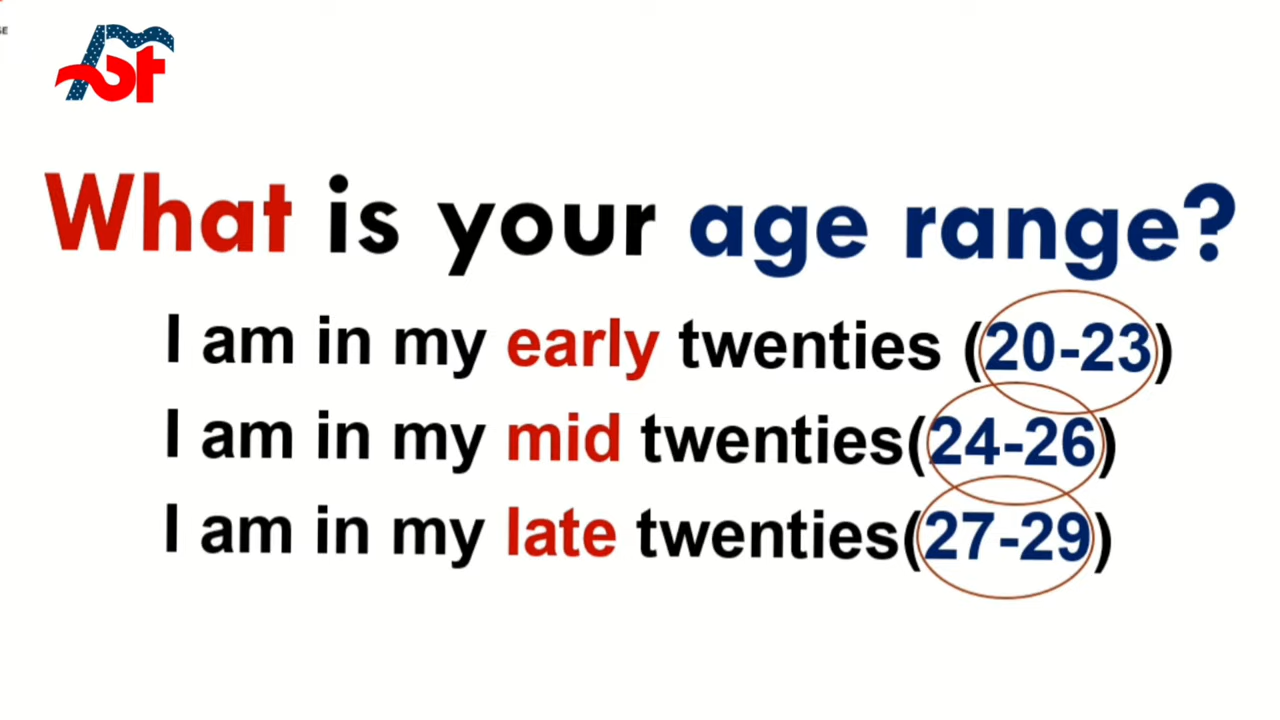 What is your age range?
I am in my early twenties (20-23)
I am in my mid twenties(24-26)
I am in my late twenties(27-29)